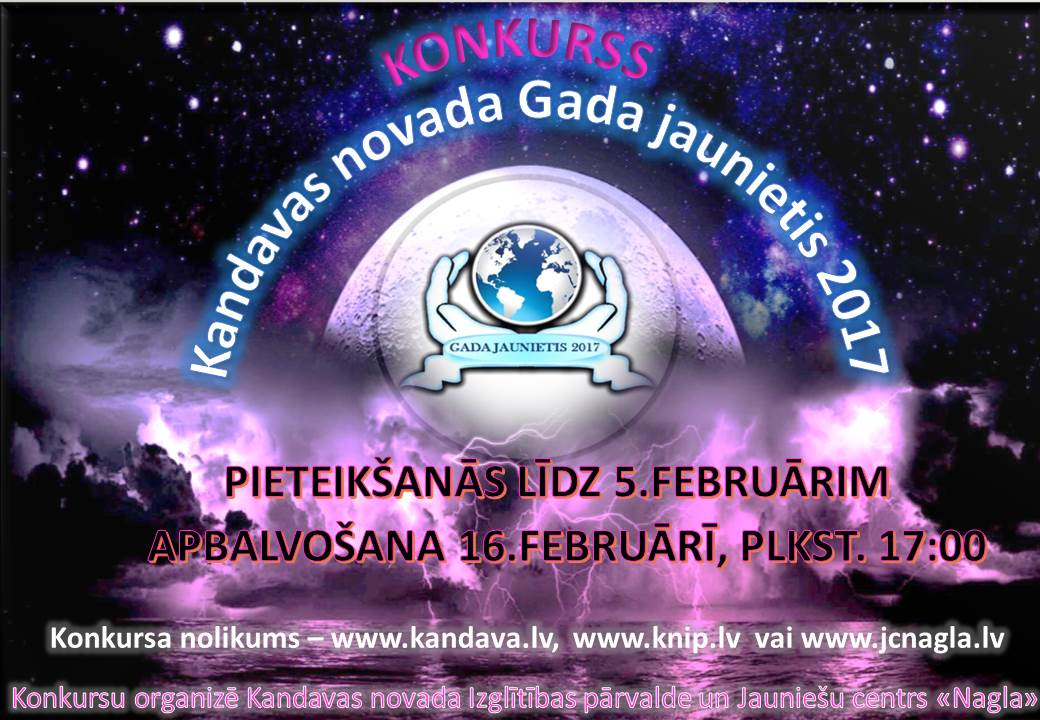 KONKURSS
Kandavas novada Gada jaunietis 2017
GADA JAUNIETIS 2017
PIETEIKŠANĀS LĪDZ 5.FEBRUĀRIM
APBALVOŠANA 16.FEBRUĀRĪ, PLKST. 17:00
Konkursa nolikums – www.kandava.lv, www.knip.lv vai www.jcnagla.lv
Konkursu organizē Kandavas novada Izglītības pārvalde un Jauniešu centrs «Nagla»